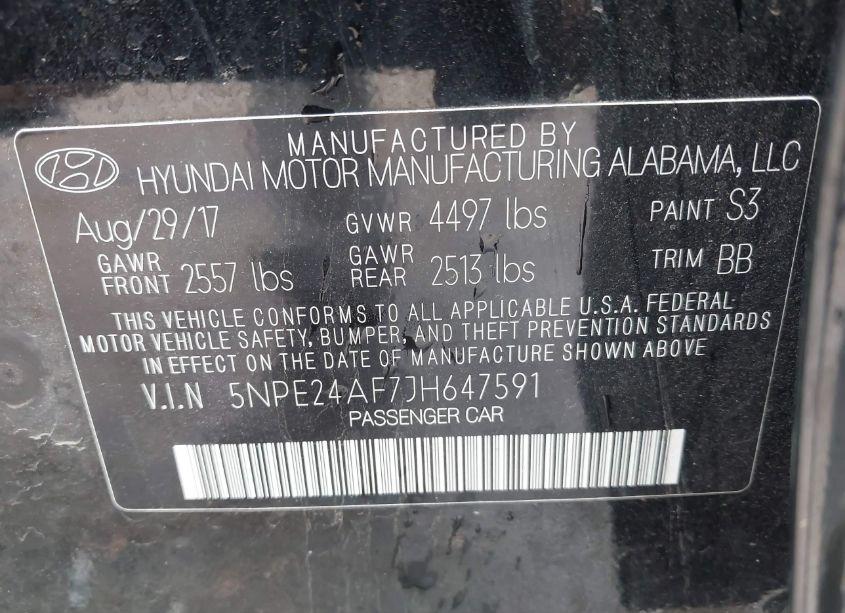 MANUFACTURED BY
HYUNDAI MOTOR MANUFACTURING ALABAMA, LLC
Aug/29/17 GVWR 4497 lbs PAINT S3
GAWR FRONT 2557 lbs GAWR REAR 2513 lbs TRIM BB
THIS VEHICLE CONFORMS TO ALL APPLICABLE U.S.A. FEDERAL
MOTOR VEHICLE SAFETY, BUMPER, AND THEFT PREVENTION STANDARDS
IN EFFECT ON THE DATE OF MANUFACTURE SHOWN ABOVE
V.I.N 5NPE24AF7JH647591
PASSENGER CAR